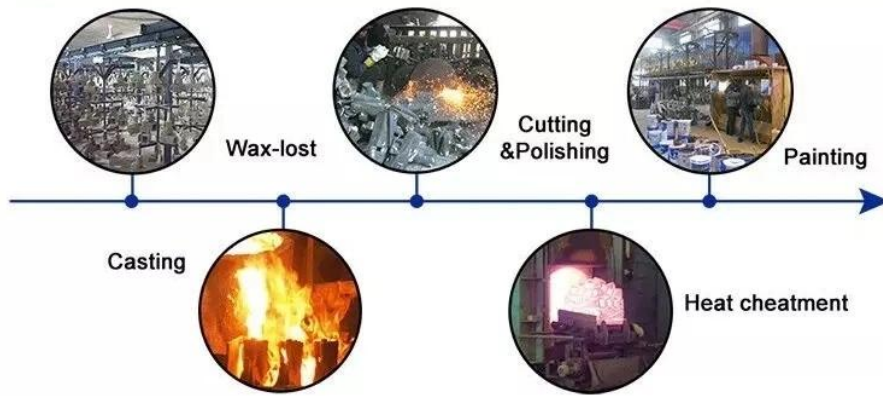 Wax-lost
Cutting
&Polishing
Painting
Casting
Heat cheatment